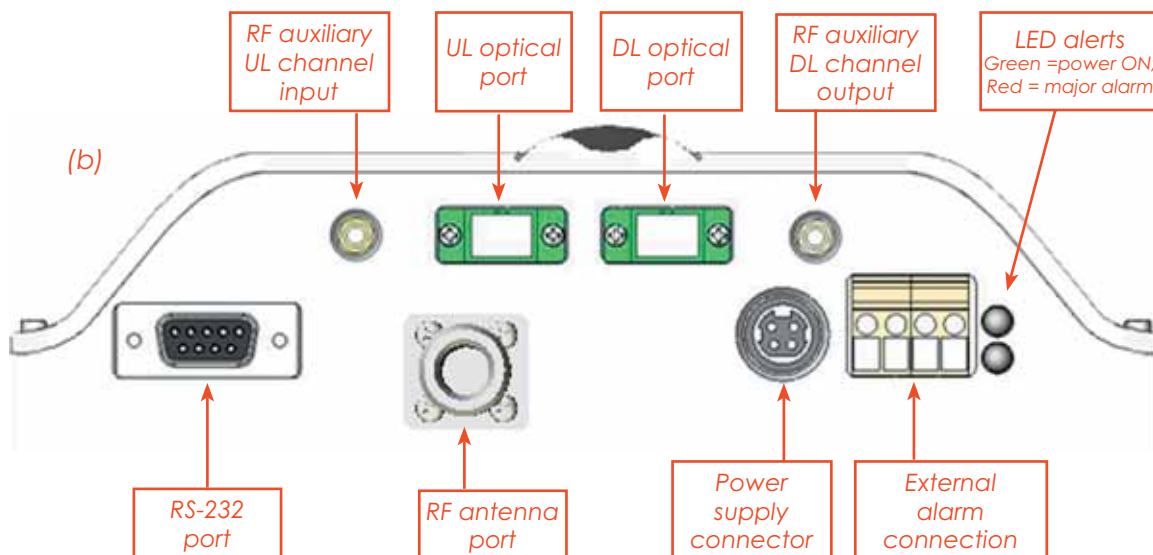 RF auxiliary
UL channel
input
UL optical
port
DL optical
port
RF auxiliary
DL channel
output
LED alerts
Green =power ON,
Red = major alarm
(b)
RS-232
port
RF antenna
port
Power
supply
connector
External
alarm
connection